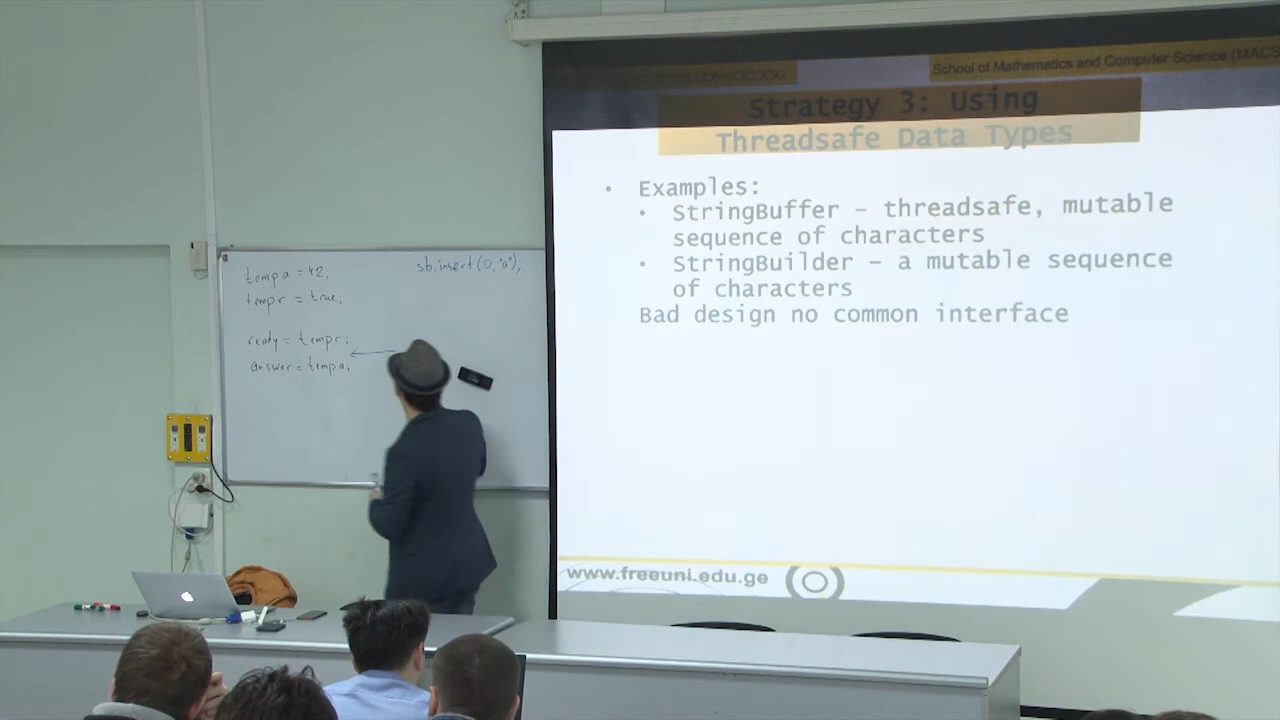 tempa = 42;
tempr = true;
ready = tempr;
answer = tempa;
sb.insert(0,"a");
School of Mathematics and Computer Science (MACS
Strategy 3: Using
Threadsafe Data Types
• Examples:
• StringBuffer – threadsafe, mutable
sequence of characters
• StringBuilder – a mutable sequence
of characters
Bad design no common interface
www.freeuni.edu.ge